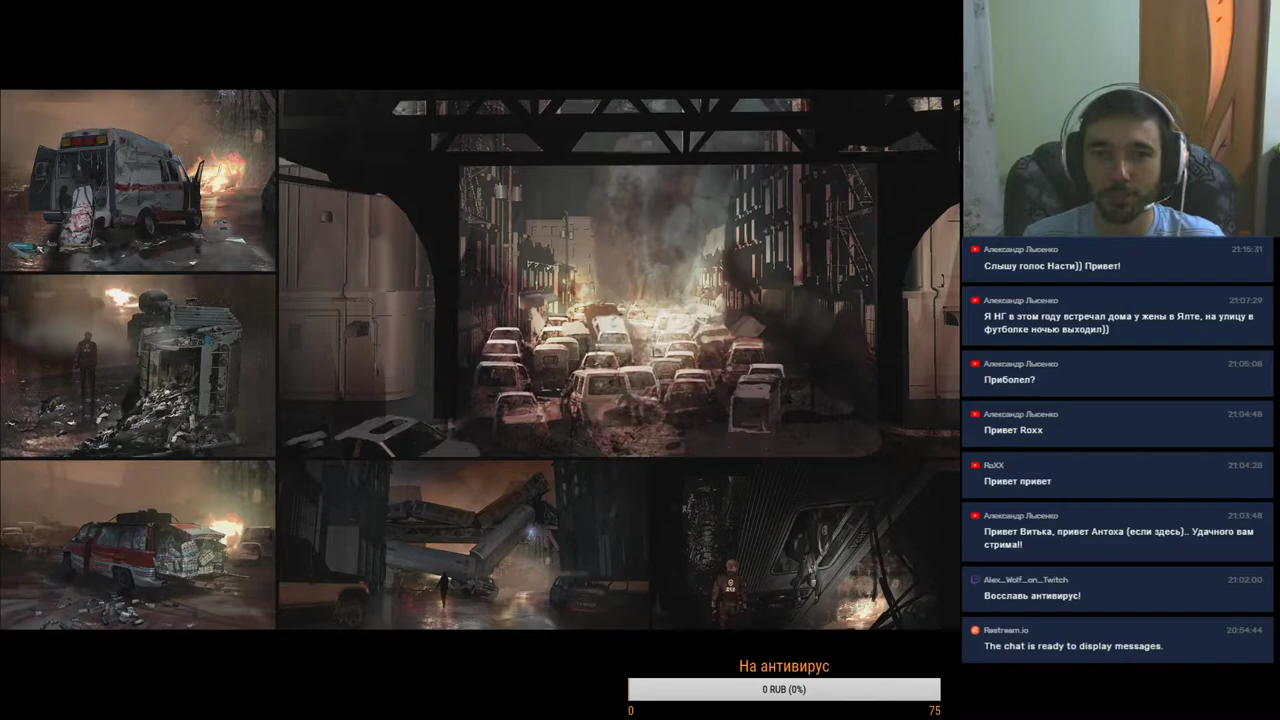 Александр Лысенко 21:15:31
Слышу голос Насти)) Привет!
Александр Лысенко 21:07:29
Я НГ в этом году встречал дома у жены в Ялте, на улицу в
футболке ночью выходил))
Александр Лысенко 21:05:08
Приболел?
Александр Лысенко 21:04:48
Привет Roxx
RoXX 21:04:28
Привет привет
Александр Лысенко 21:03:48
Привет Витька, привет Антоха (если здесь).. Удачного вам
стрима!!
Alex_Wolf_on_Twitch 21:02:00
Восславь антивирус!
Restream.io 20:54:44
The chat is ready to display messages.
212
На антивирус
0 RUB (0%)
0 75